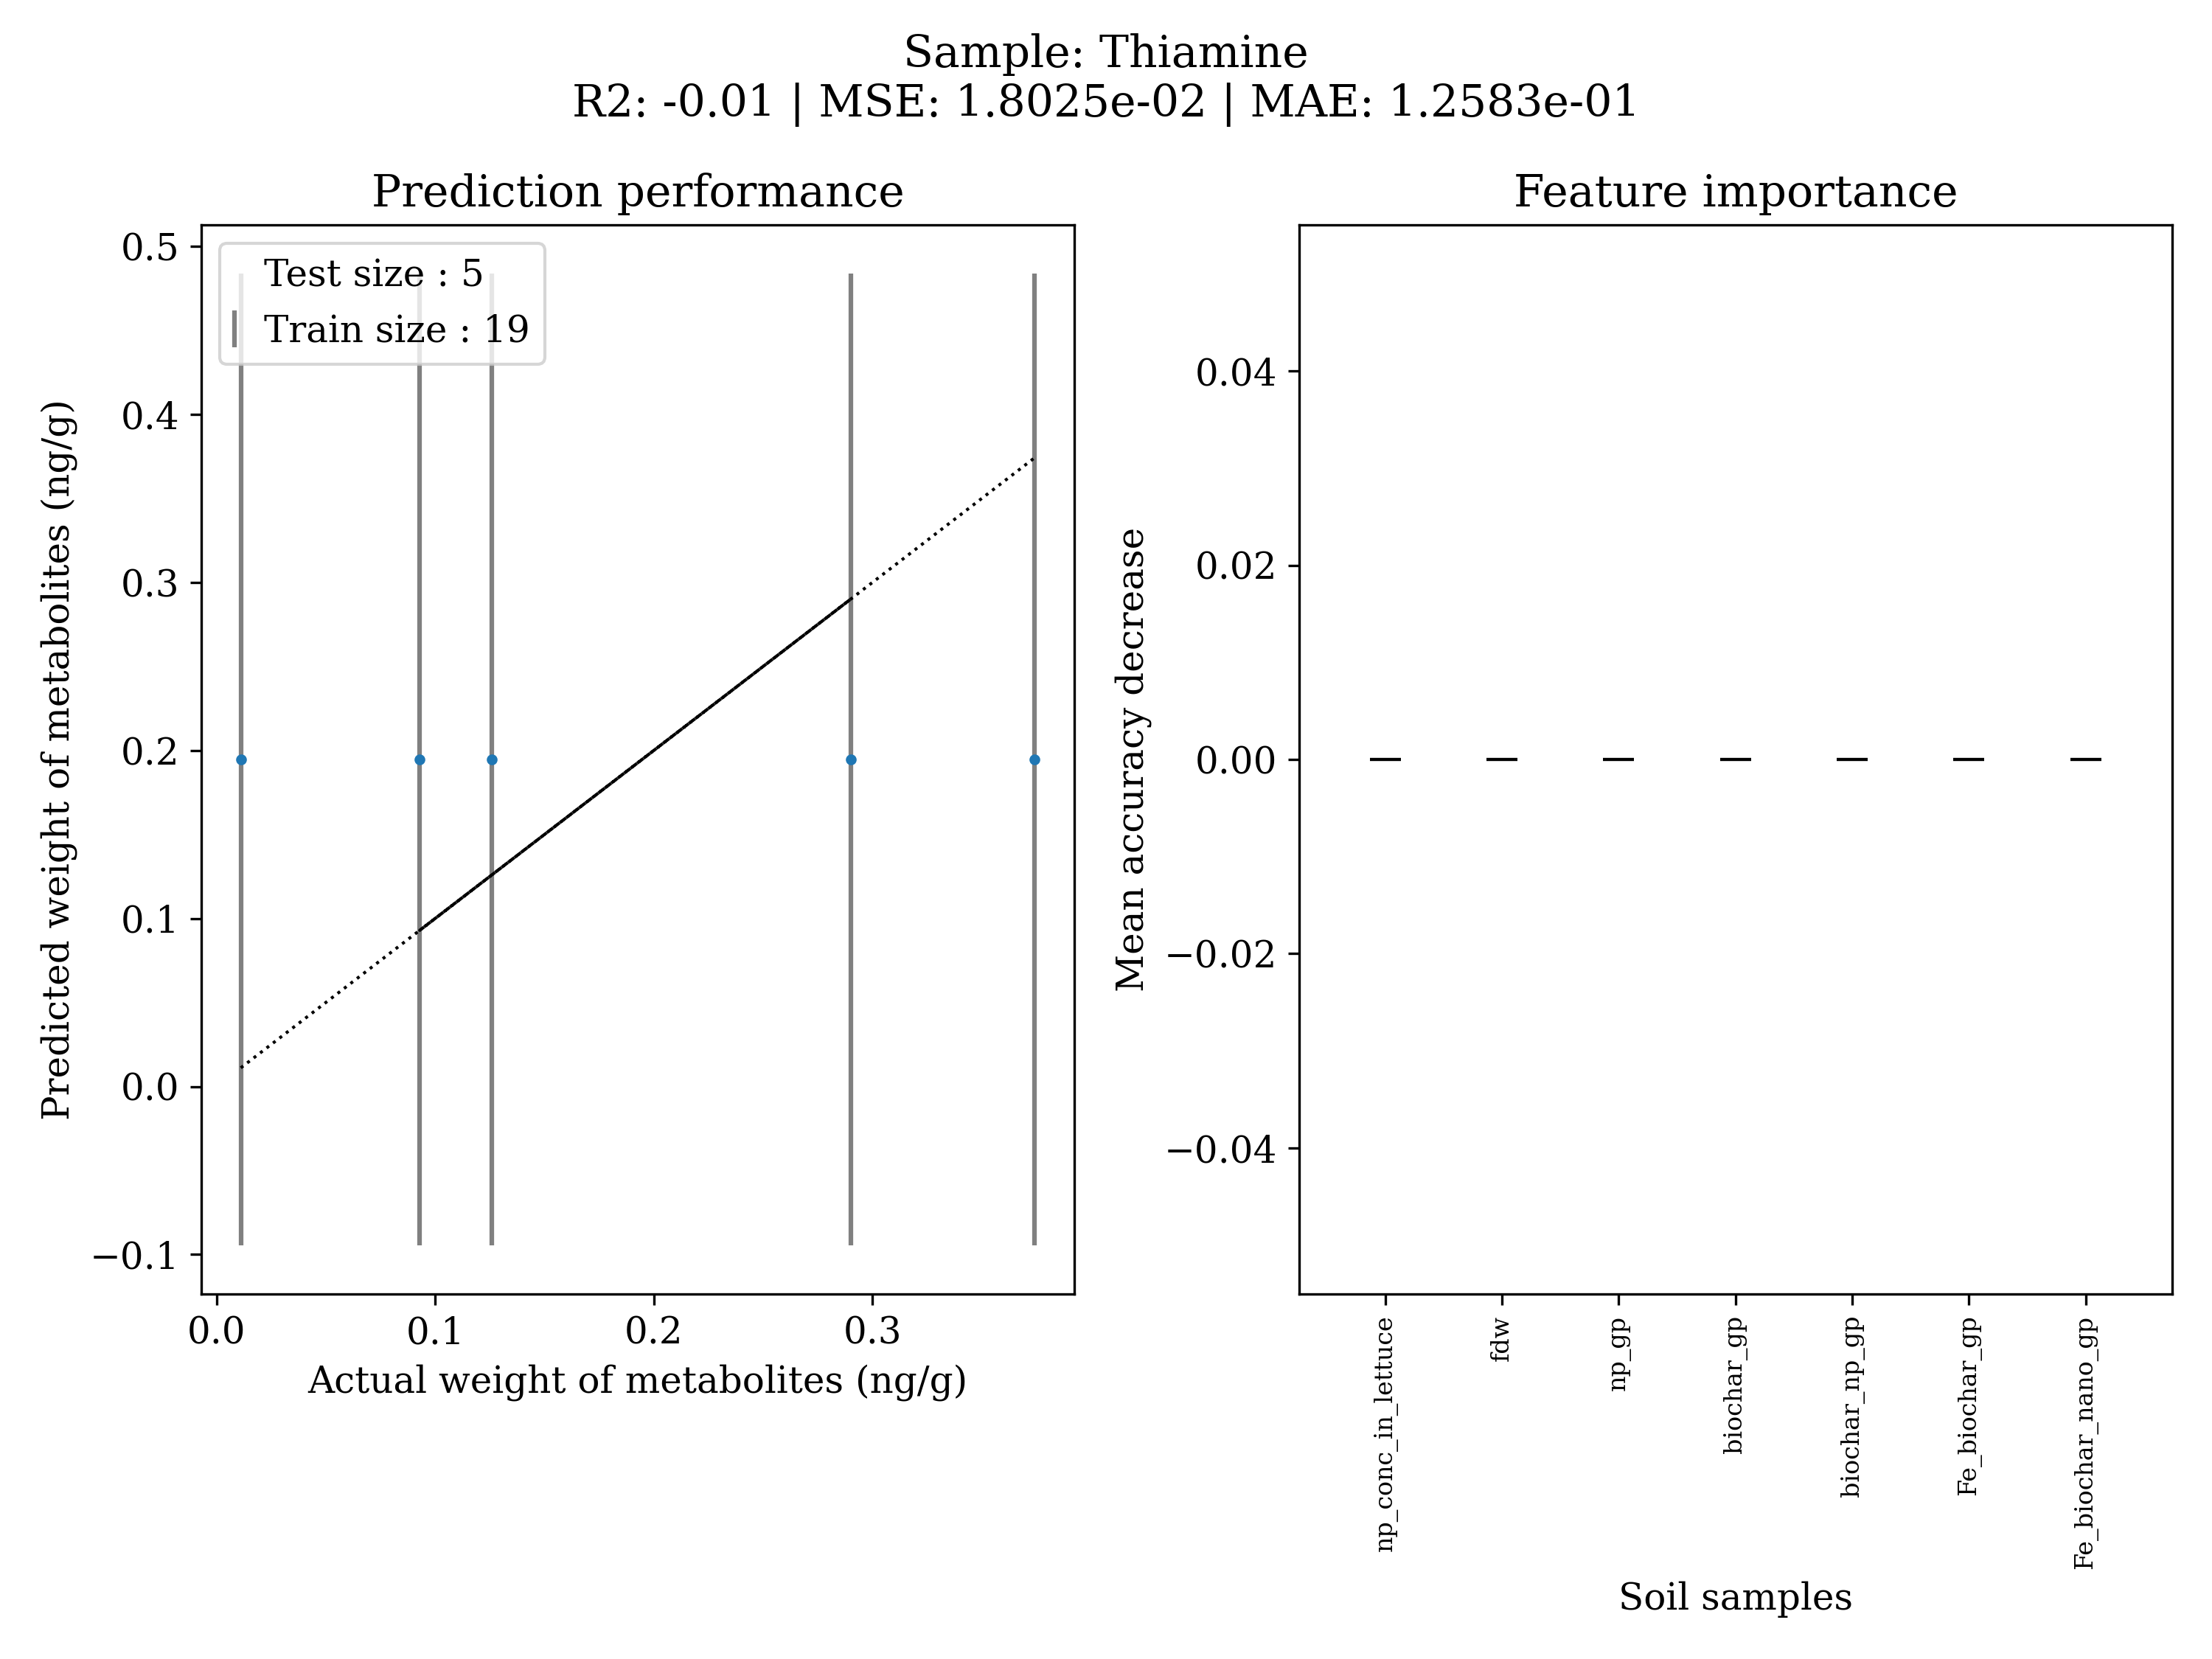 Sample: Thiamine
R2: -0.01 | MSE: 1.8025e-02 | MAE: 1.2583e-01
Prediction performance
Test size : 5
Train size : 19
0.5
0.4
0.3
0.2
0.1
0.0
−0.1
Predicted weight of metabolites (ng/g)
0.0 0.1 0.2 0.3
Actual weight of metabolites (ng/g)
Feature importance
0.04
0.02
0.00
−0.02
−0.04
Mean accuracy decrease
np_conc_in_lettuce
fdw
np_gp
biochar_gp
biochar_np_gp
Fe_biochar_gp
Fe_biochar_nano_gp
Soil samples